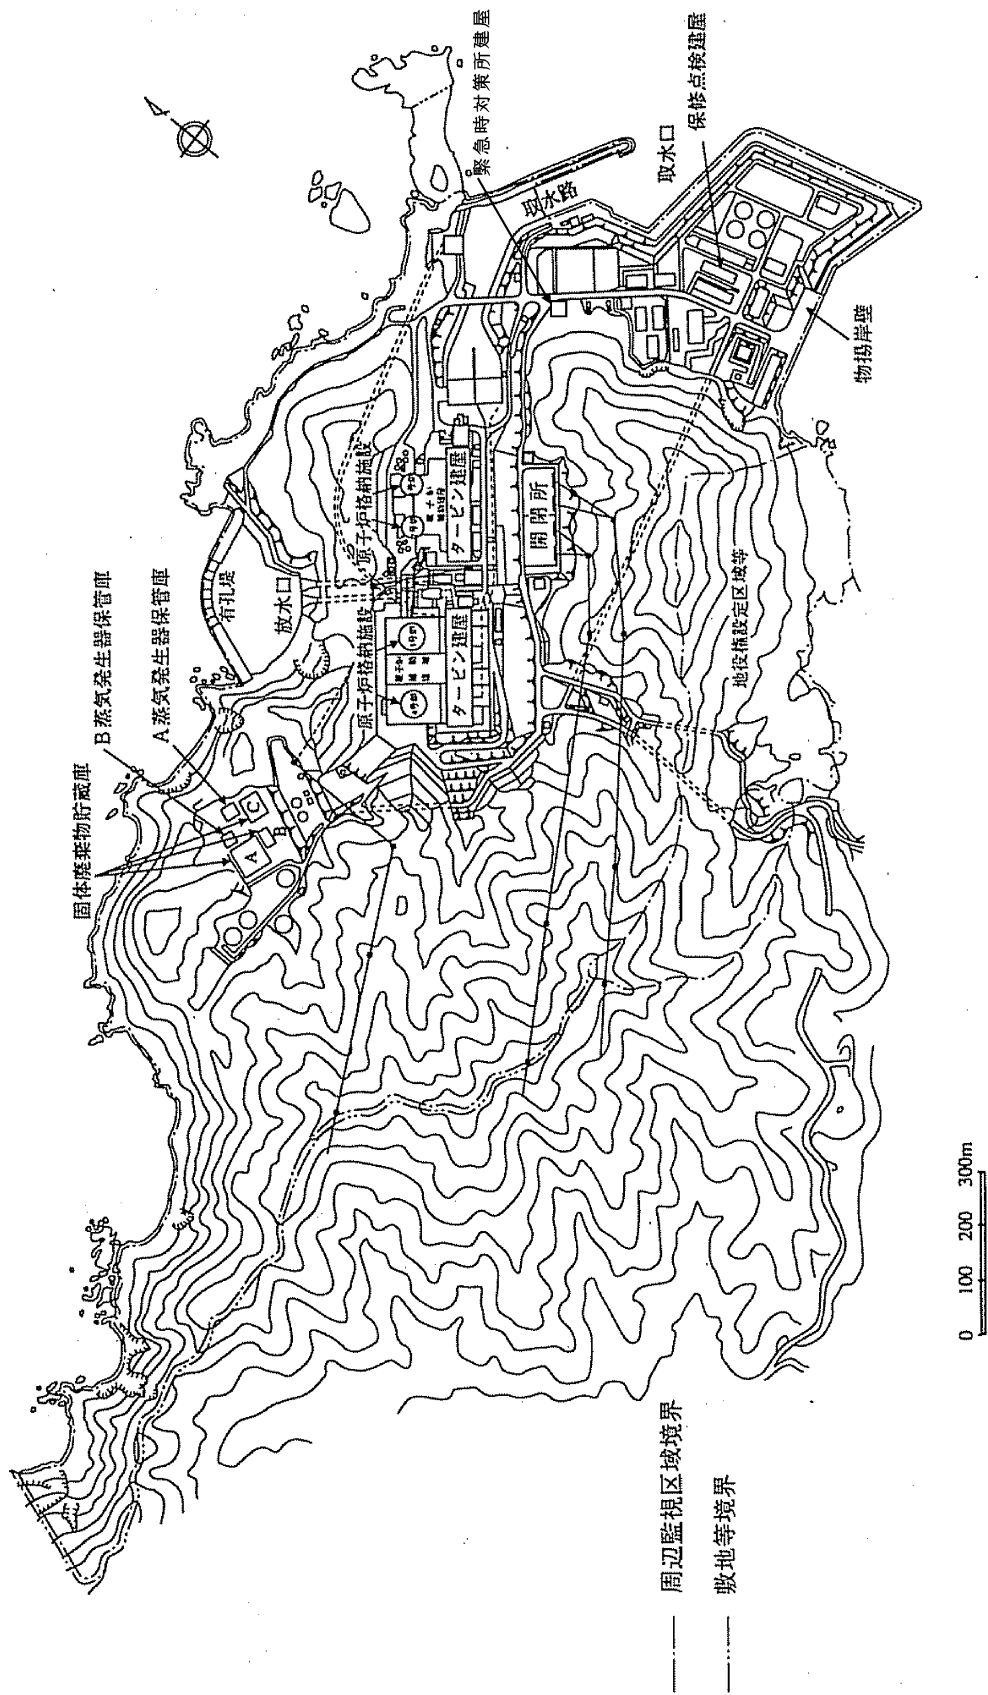 固体廃棄物貯蔵庫
B蒸気発生器保管庫
A蒸気発生器保管庫
A
B
C
有孔堤
放水口
原子炉格納施設
原子炉格納施設
タービン建屋
タービン建屋
開閉所
取水路
緊急時対策所建屋
取水口
保修点検建屋
物揚岸壁
地役権設定区域等
周辺監視区域境界
敷地等境界
0 100 200 300m